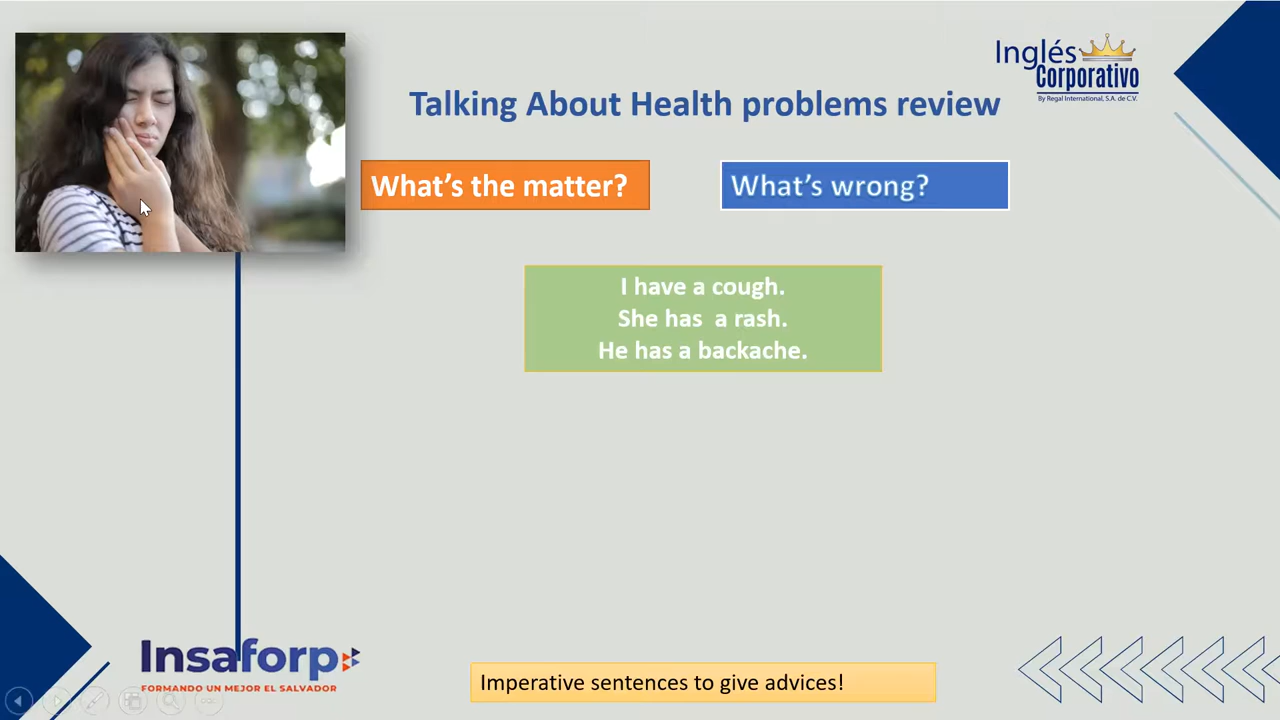 Inglés
Corporativo
By Regal International, S.A. de C.V.
Talking About Health problems review
What's the matter?
What's wrong?
I have a cough.
She has a rash.
He has a backache.
Insaforp
FORMANDO UN MEJOR EL SALVADOR
Imperative sentences to give advices!